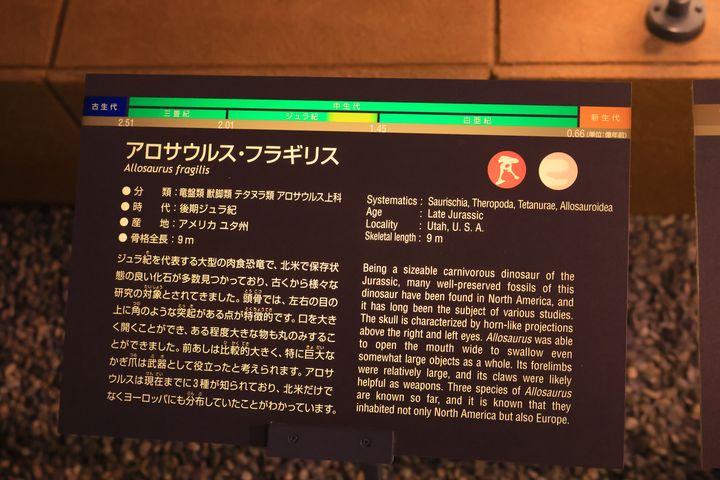 古生代
中生代
新生代
三畳紀
ジュラ紀
白亜紀
2.51
2.01
1.45
0.66 (単位:億年前)
アロサウルス・フラギリス
Allosaurus fragilis
●分　類:竜盤類 獣脚類 テタヌラ類 アロサウルス上科
●時　代:後期ジュラ紀
●産　地:アメリカ ユタ州
●骨格全長:9m
ジュラ紀を代表する大型の肉食恐竜で、北米で保存状
態の良い化石が多数見つかっており、古くから様々な
研究の対象とされてきました。頭骨では、左右の目の
上に角のような突起がある点が特徴的です。口を大き
く開くことができ、ある程度大きな物も丸のみするこ
とができました。前あしは比較的大きく、特に巨大な
かぎ爪は武器として役立ったと考えられます。アロサ
ウルスは現在までに3種が知られており、北米だけで
なくヨーロッパにも分布していたことがわかっています。
Systematics : Saurischia, Theropoda, Tetanurae, Allosauroidea
Age : Late Jurassic
Locality : Utah, U. S. A.
Skeletal length : 9 m
Being a sizeable carnivorous dinosaur of the
Jurassic, many well-preserved fossils of this
dinosaur have been found in North America, and
it has long been the subject of various studies.
The skull is characterized by horn-like projections
above the right and left eyes. Allosaurus was able
to open the mouth wide to swallow even
somewhat large objects as a whole. Its forelimbs
were relatively large, and its claws were likely
helpful as weapons. Three species of Allosaurus
are known so far, and it is known that they
inhabited not only North America but also Europe.